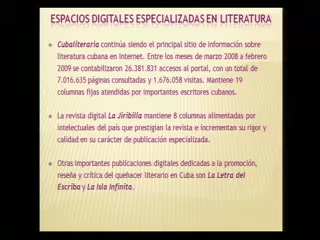 ESPACIOS DIGITALES ESPECIALIZADAS EN LITERATURA
Cubaliteraria continúa siendo el principal sitio de información sobre
literatura cubana en Internet. Entre los meses de marzo 2008 a febrero
2009 se contabilizaron 26.381.831 accesos al portal, con un total de
7.016.635 páginas consultadas y 1.676.058 visitas. Mantiene 19
columnas fijas atendidas por importantes escritores cubanos.
La revista digital La Jiribilla mantiene 8 columnas alimentadas por
intelectuales del país que prestigian la revista e incrementan su rigor y
calidad en su carácter de publicación especializada.
Otras importantes publicaciones digitales dedicadas a la promoción,
reseña y crítica del quehacer literario en Cuba son La Letra del
Escriba y La Isla Infinita.